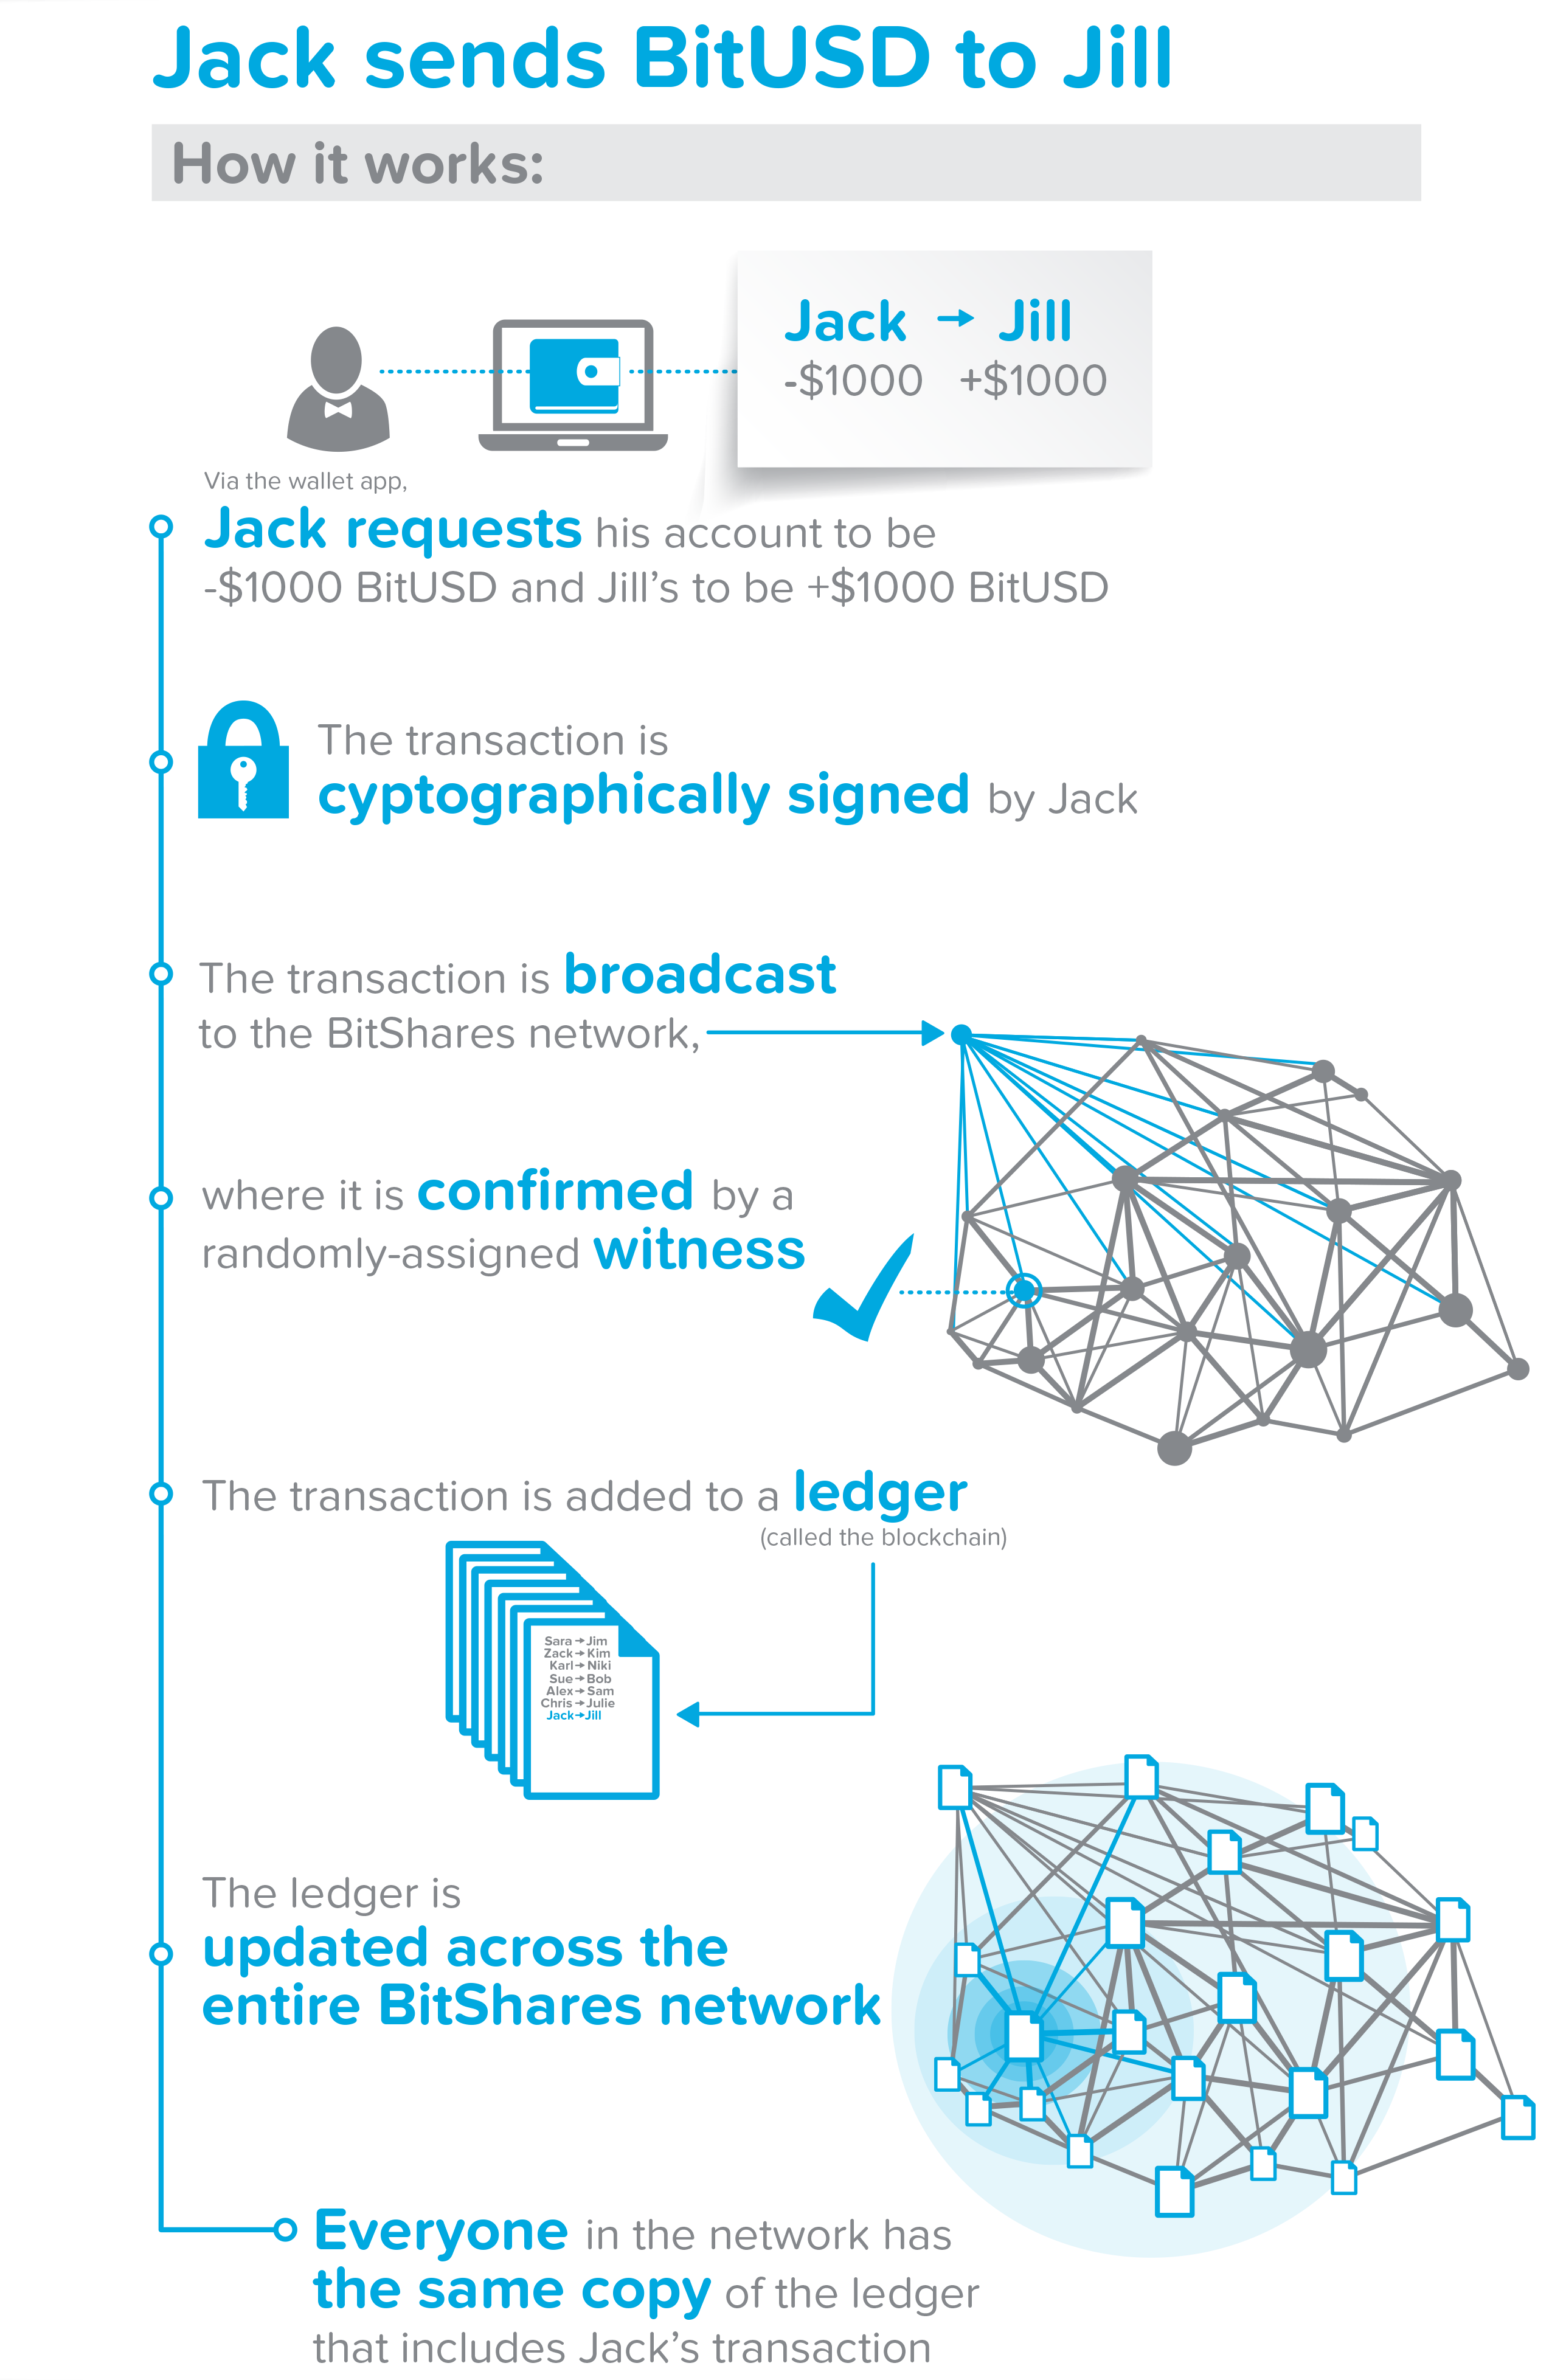 Jack sends BitUSD to Jill
How it works:
Jack → Jill
-$1000 +$1000
Via the wallet app,
Jack requests his account to be
-$1000 BitUSD and Jill’s to be +$1000 BitUSD
The transaction is
cyptographically signed by Jack
The transaction is broadcast
to the BitShares network,
where it is confirmed by a
randomly-assigned witness
The transaction is added to a ledger
(called the blockchain)
Sara → Jim
Zack → Kim
Karl → Niki
Sue → Bob
Alex → Sam
Chris → Julie
Jack → Jill
The ledger is
updated across the
entire BitShares network
Everyone in the network has
the same copy of the ledger
that includes Jack’s transaction